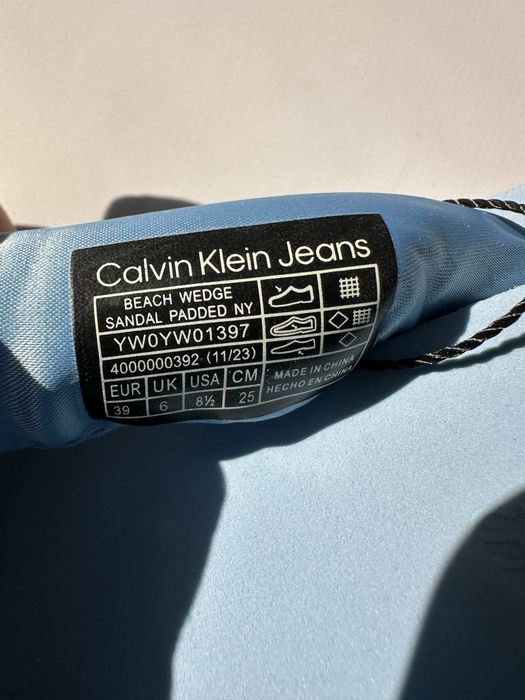 Calvin Klein Jeans
BEACH WEDGE
SANDAL PADDED NY
YW0YW01397
4000000392 (11/23)
EUR UK USA CM
39 6 8½ 25
MADE IN CHINA
HECHO EN CHINA